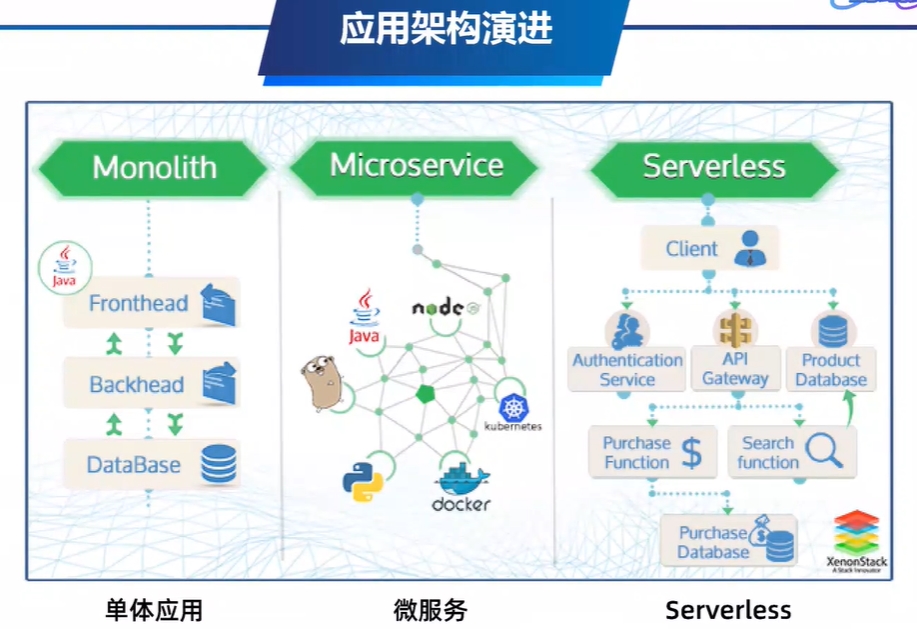 应用架构演进
Monolith
Microservice
Serverless
Java
Fronthead
Backhead
DataBase
Java
node
JS
kubernetes
docker
Client
Authentication
Service
API
Gateway
Product
Database
Purchase
Function
$
Search
function
Purchase
Database
$
XenonStack
A Stack Innovator
单体应用
微服务
Serverless